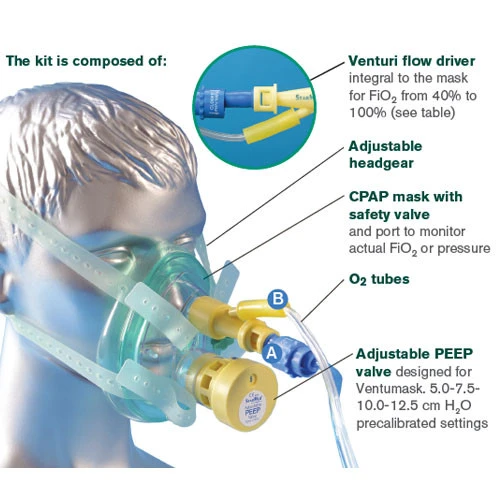 The kit is composed of:
Venturi flow driver
integral to the mask
for FiO₂ from 40% to
100% (see table)
Adjustable
headgear
CPAP mask with
safety valve
and port to monitor
actual FiO₂ or pressure
O₂ tubes
B
A
Adjustable PEEP
valve designed for
Ventumask. 5.0-7.5-
10.0-12.5 cm H₂O
precalibrated settings
PEEP